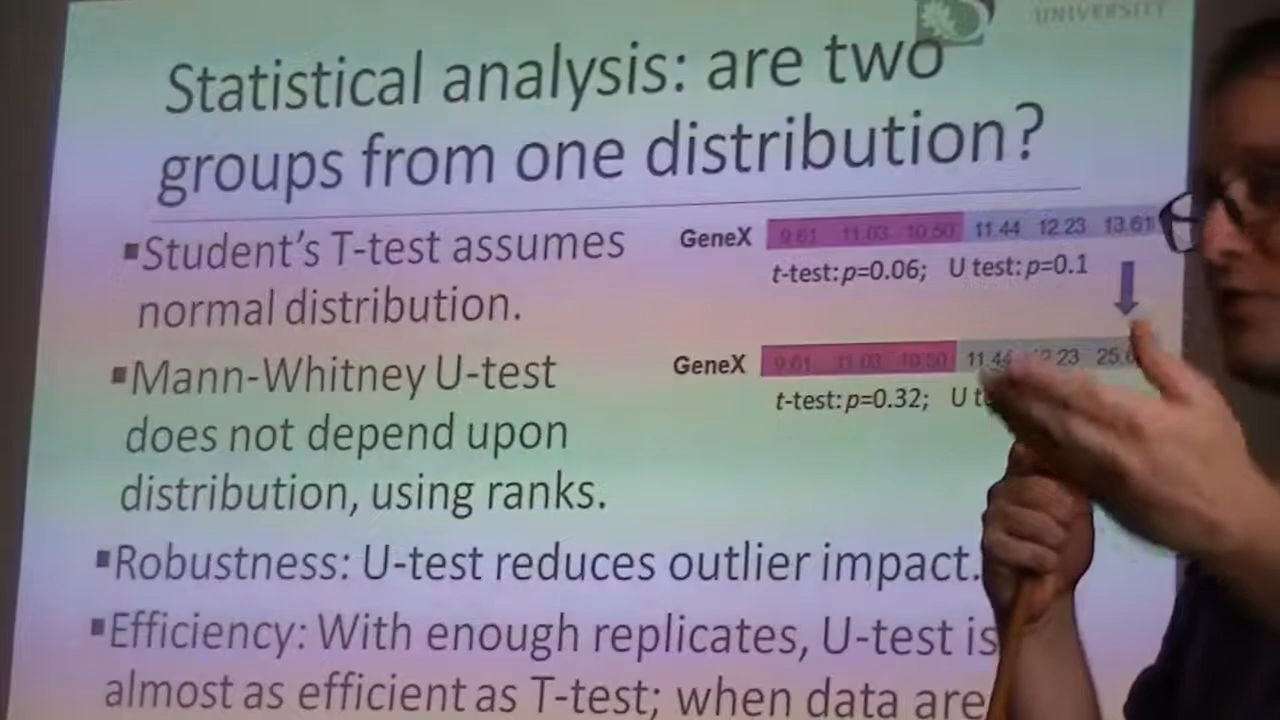 UNIVERSITY
Statistical analysis: are two
groups from one distribution?
▪Student's T-test assumes
normal distribution.
▪Mann-Whitney U-test
does not depend upon
distribution, using ranks.
▪Robustness: U-test reduces outlier impact.
▪Efficiency: With enough replicates, U-test is
almost as efficient as T-test; when data are
GeneX 9.61 11.03 10.50 11.44 12.23 13.61
t-test: p=0.06; U test: p=0.1
GeneX 9.61 11.03 10.50 11.44
t-test: p=0.32; U